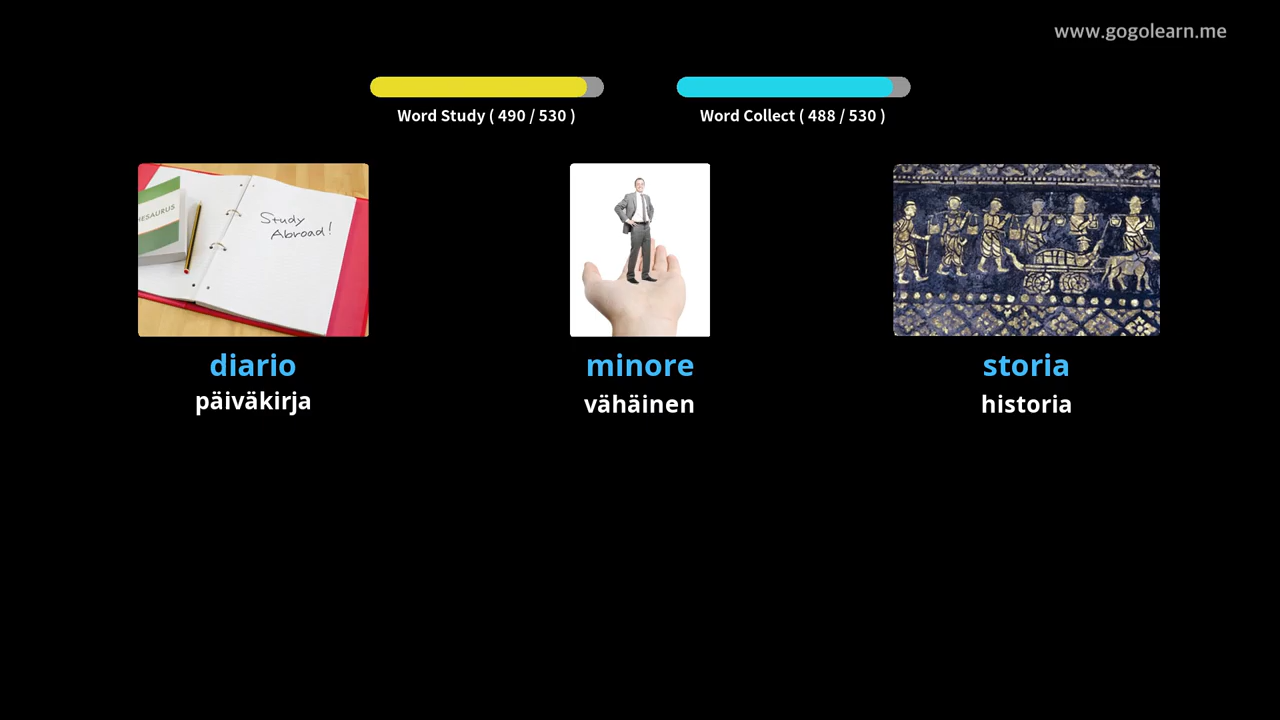 www.gogolearn.me
Word Study ( 490 / 530 )
Word Collect ( 488 / 530 )
HESAURUS
Study
Abroad!
diario
minore
storia
päiväkirja
vähäinen
historia